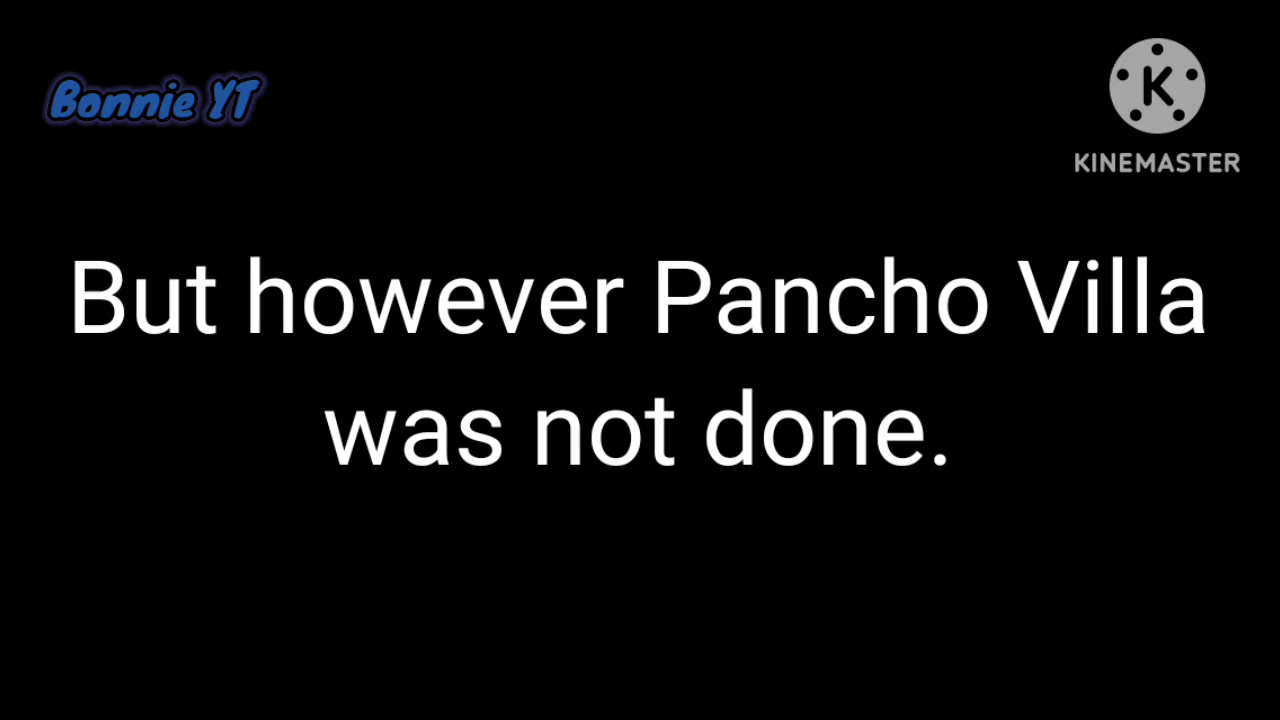 Bonnie YT
K
KINEMASTER
But however Pancho Villa
was not done.